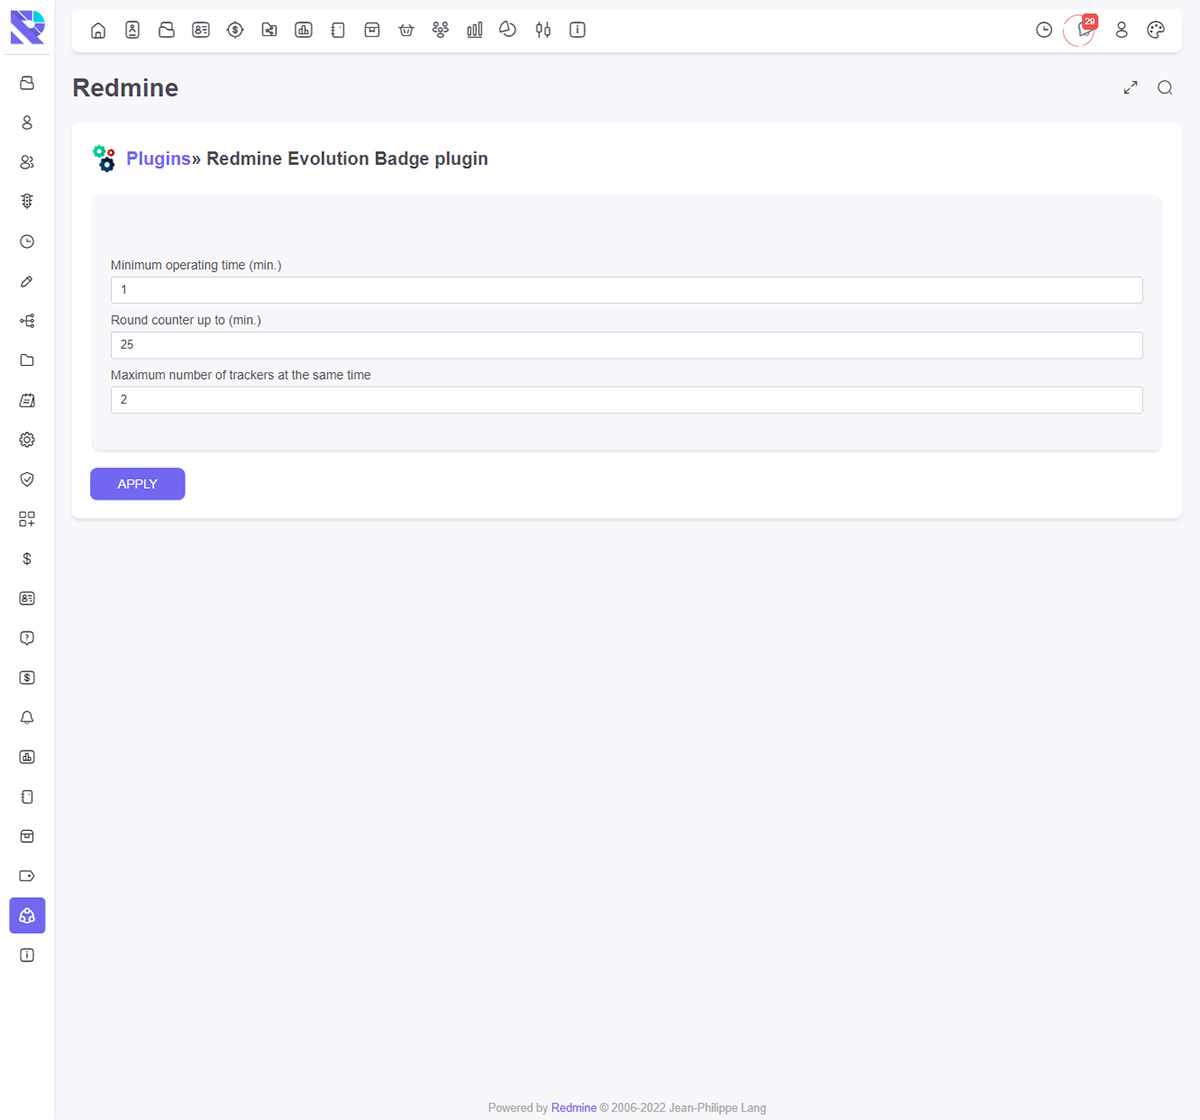 29
Redmine
Plugins» Redmine Evolution Badge plugin
Minimum operating time (min.)
1
Round counter up to (min.)
25
Maximum number of trackers at the same time
2
APPLY
Powered by Redmine © 2006-2022 Jean-Philippe Lang